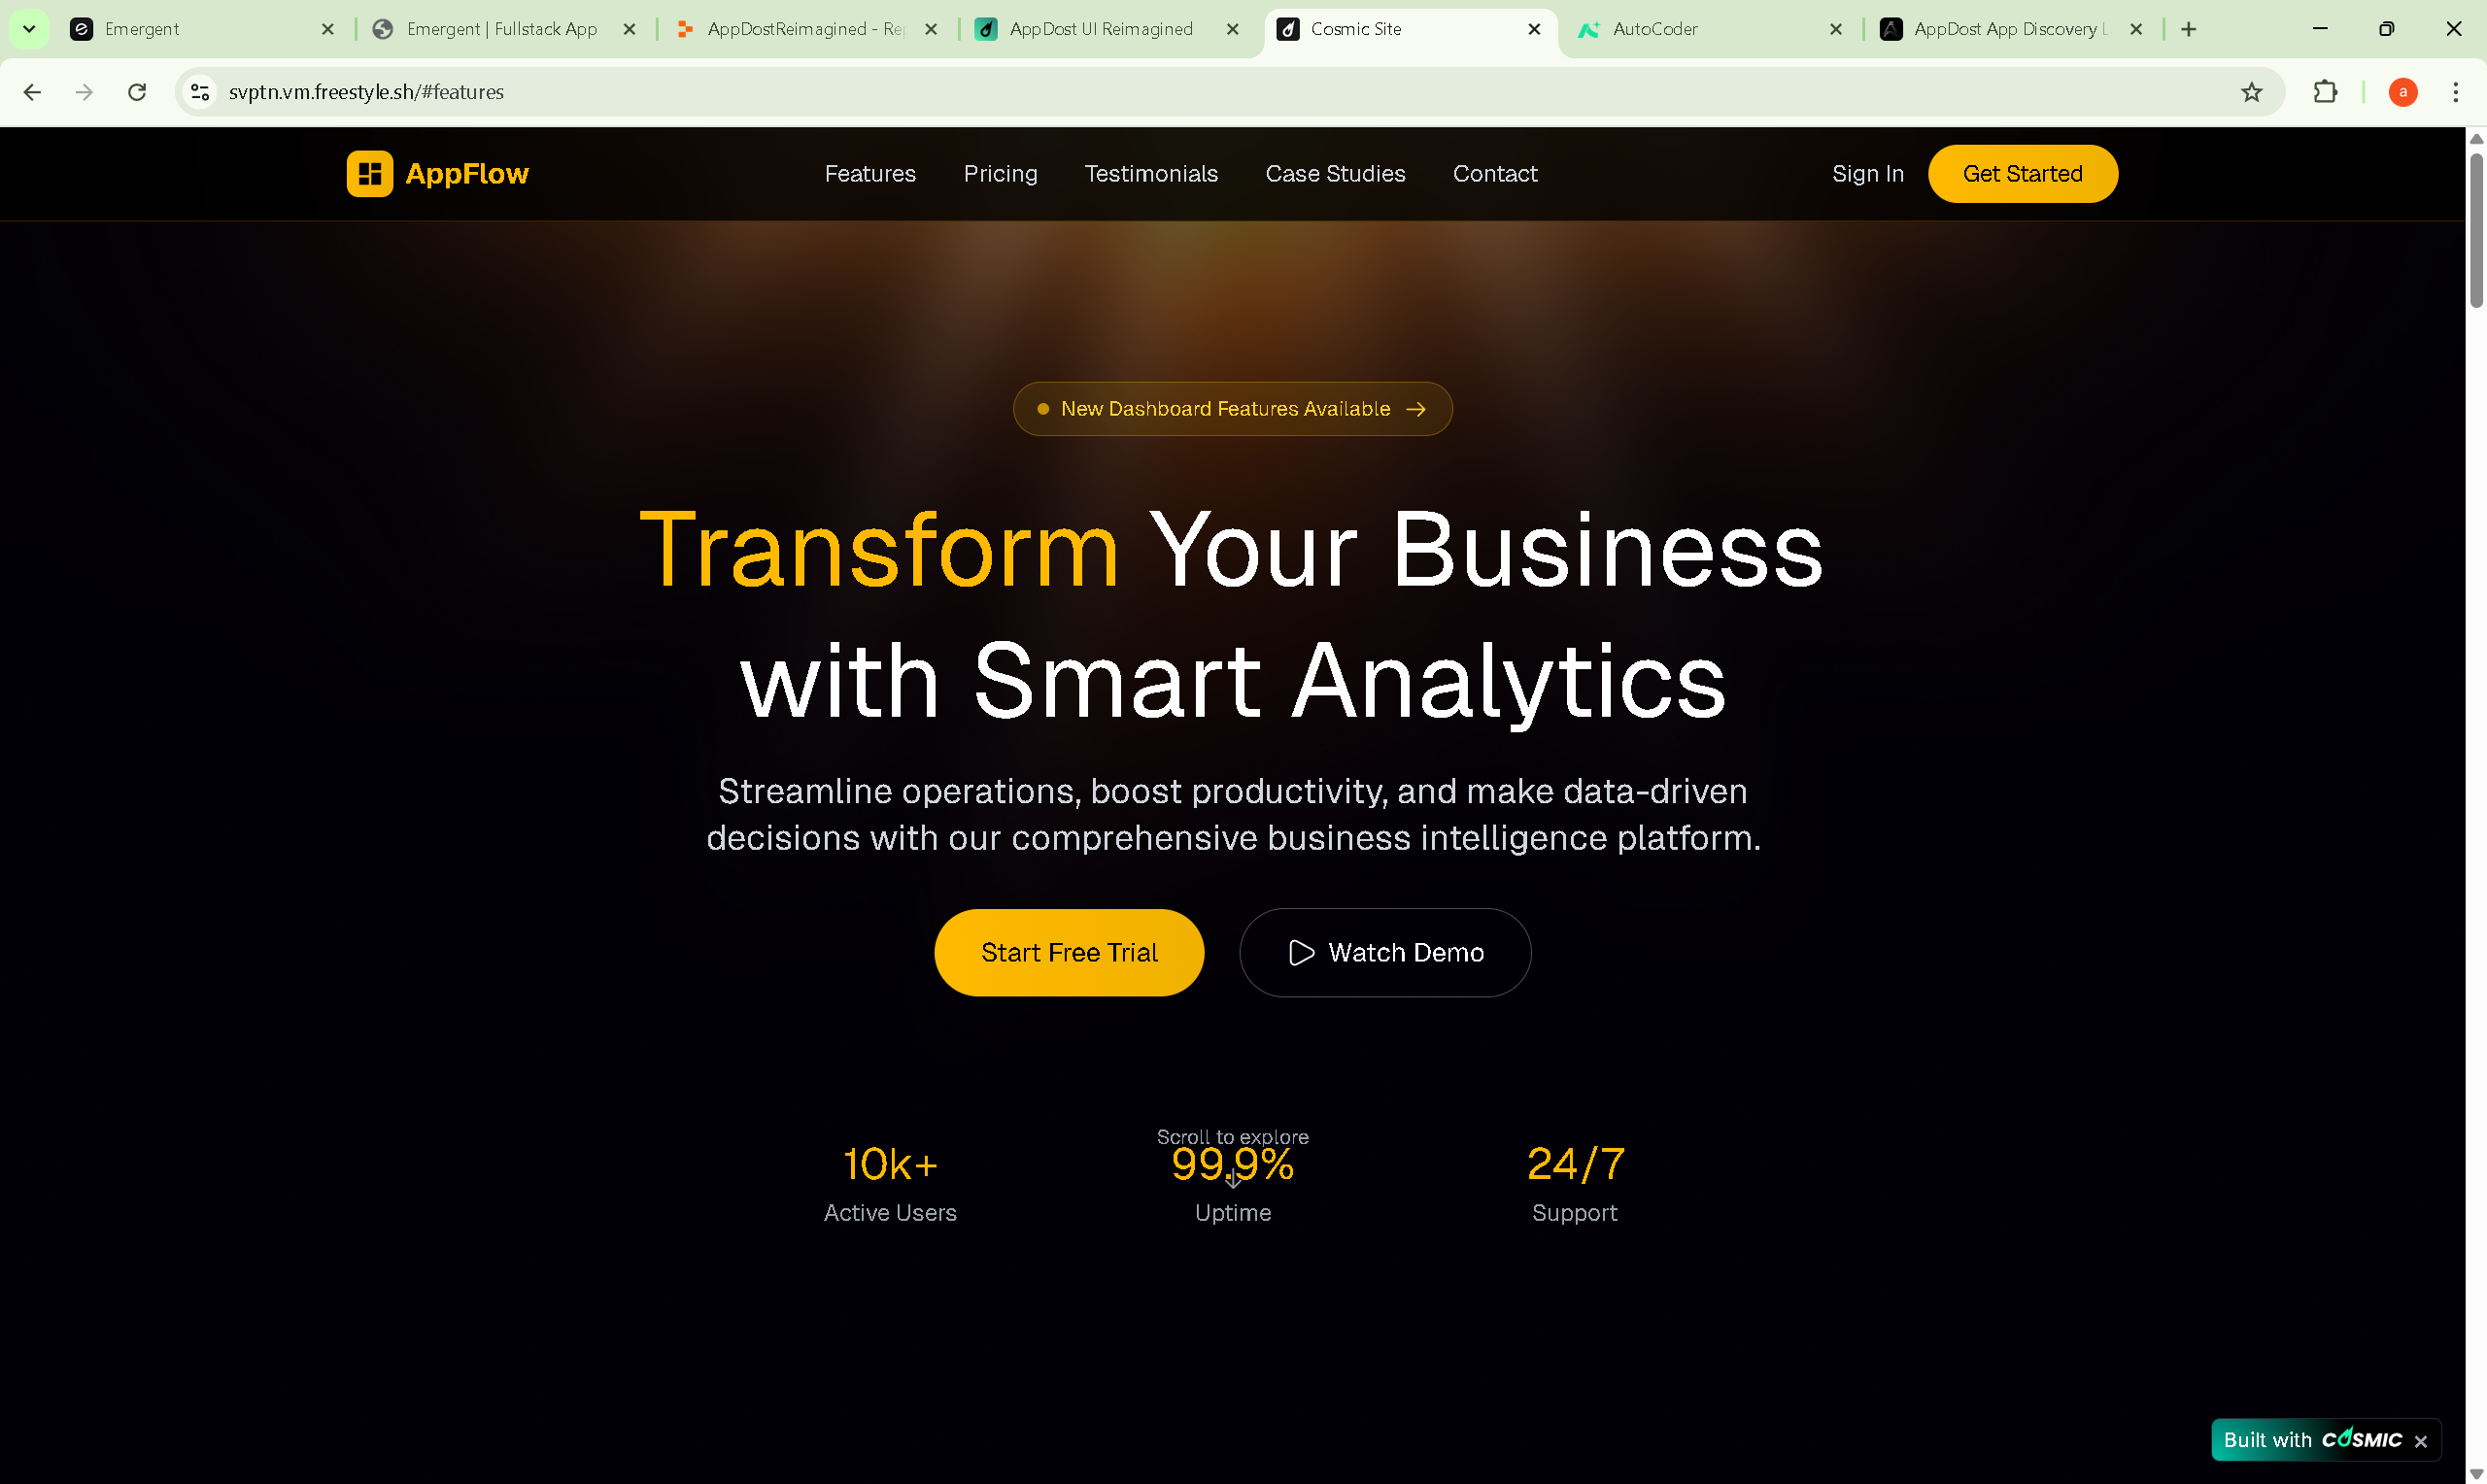 Emergent
Emergent | Fullstack App
AppDostReimagined - Rep
AppDost UI Reimagined
Cosmic Site
AutoCoder
AppDost App Discovery L
svptn.vm.freestyle.sh/#features
a
AppFlow
Features
Pricing
Testimonials
Case Studies
Contact
Sign In
Get Started
New Dashboard Features Available
Transform Your Business
with Smart Analytics
Streamline operations, boost productivity, and make data-driven
decisions with our comprehensive business intelligence platform.
Start Free Trial
Watch Demo
Scroll to explore
10k+
99.9%
24/7
Active Users
Uptime
Support
Built with COSMIC